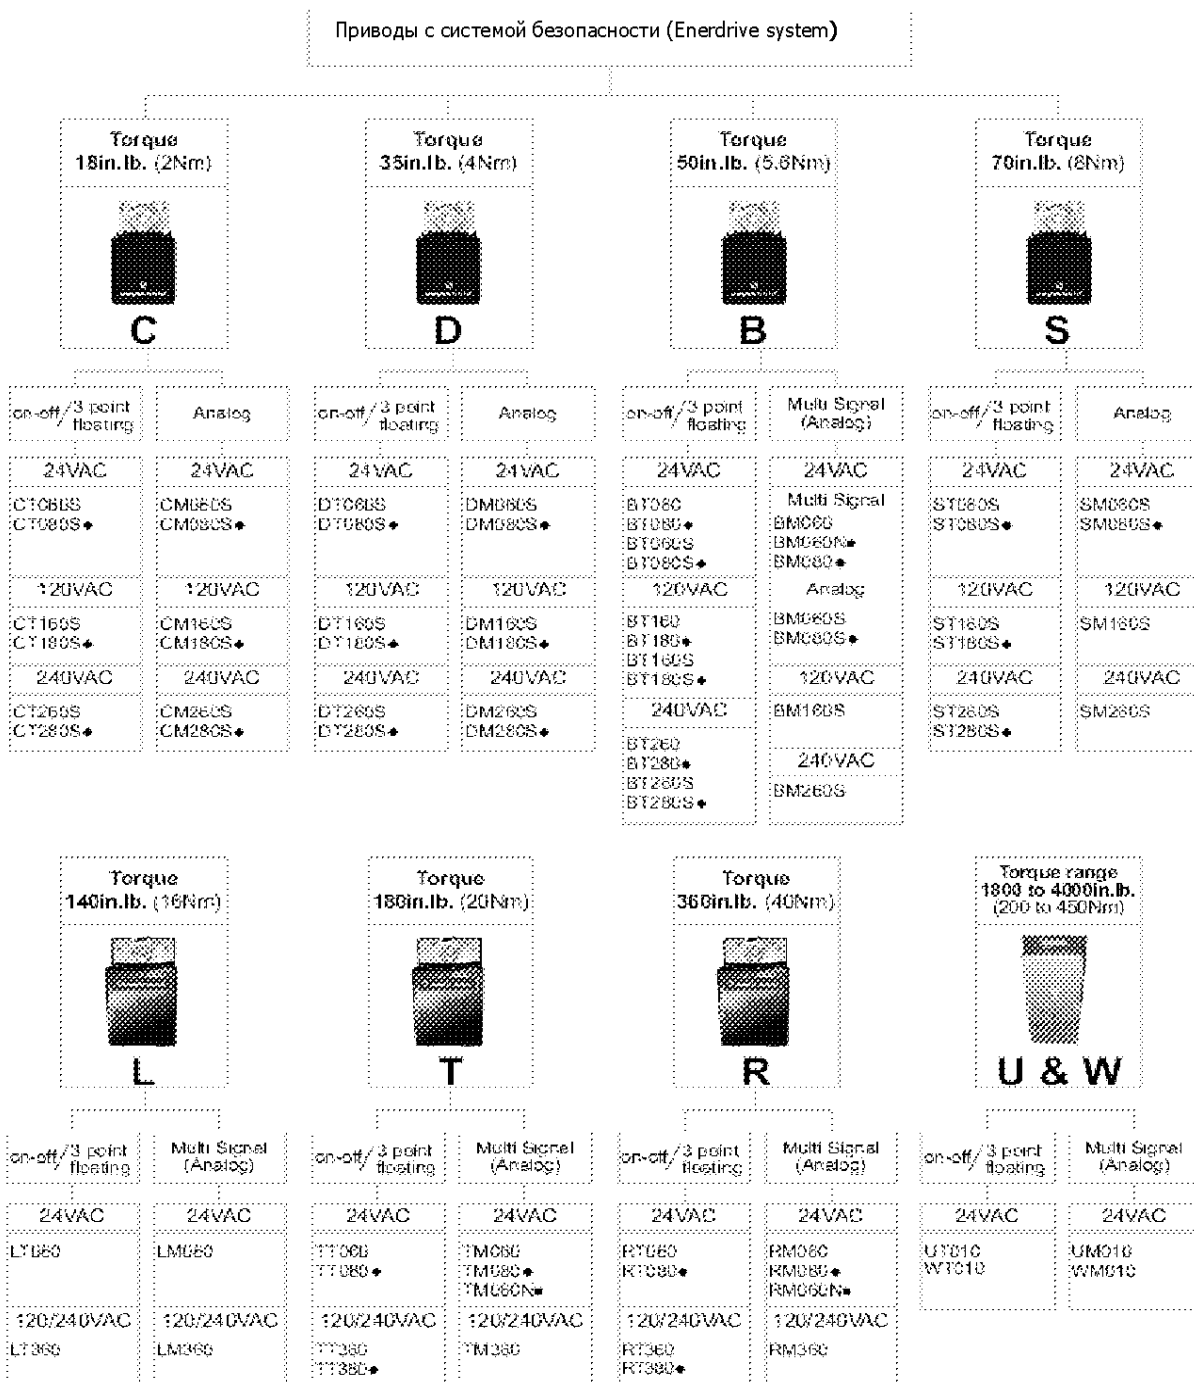 Приводы с системой безопасности (Enerdrive system)
Torque
18in.lb. (2Nm)
C
Torque
35in.lb. (4Nm)
D
Torque
50in.lb. (5.6Nm)
B
Torque
70in.lb. (8Nm)
S
on-off/3 point floating
Analog
on-off/3 point floating
Analog
on-off/3 point floating
Multi Signal
(Analog)
on-off/3 point floating
Analog
24VAC
CT060S
CT080S♦
120VAC
CT160S
CT180S♦
240VAC
CT260S
CT280S♦
24VAC
CM060S
CM080S♦
120VAC
CM160S
CM180S♦
240VAC
CM260S
CM280S♦
24VAC
DT060S
DT080S♦
120VAC
DT160S
DT180S♦
240VAC
DT260S
DT280S♦
24VAC
DM060S
DM080S♦
120VAC
DM160S
DM180S♦
240VAC
DM260S
DM280S♦
24VAC
BT060
BT080♦
BT060S
BT080S♦
120VAC
BT160
BT180♦
BT160S
BT180S♦
240VAC
BT260
BT280♦
BT260S
BT280S♦
24VAC
Multi Signal
BM060
BM060N■
BM080♦
Analog
BM060S
BM080S♦
120VAC
BM160S
240VAC
BM260S
24VAC
ST060S
ST080S♦
120VAC
ST160S
ST180S♦
240VAC
ST260S
ST280S♦
24VAC
SM060S
SM080S♦
120VAC
SM160S
240VAC
SM260S
Torque
140in.lb. (16Nm)
L
Torque
180in.lb. (20Nm)
T
Torque
360in.lb. (40Nm)
R
Torque range
1800 to 4000in.lb.
(200 to 450Nm)
U & W
on-off/3 point floating
Multi Signal
(Analog)
on-off/3 point floating
Multi Signal
(Analog)
on-off/3 point floating
Multi Signal
(Analog)
on-off/3 point floating
Multi Signal
(Analog)
24VAC
LT060
120/240VAC
LT360
24VAC
LM060
120/240VAC
LM360
24VAC
TT060
TT080♦
120/240VAC
TT360
TT380♦
24VAC
TM060
TM080♦
TM060N■
120/240VAC
TM360
24VAC
RT060
RT080♦
120/240VAC
RT360
RT380♦
24VAC
RM060
RM080♦
RM060N■
120/240VAC
RM360
24VAC
UT010
WT010
24VAC
UM010
WM010